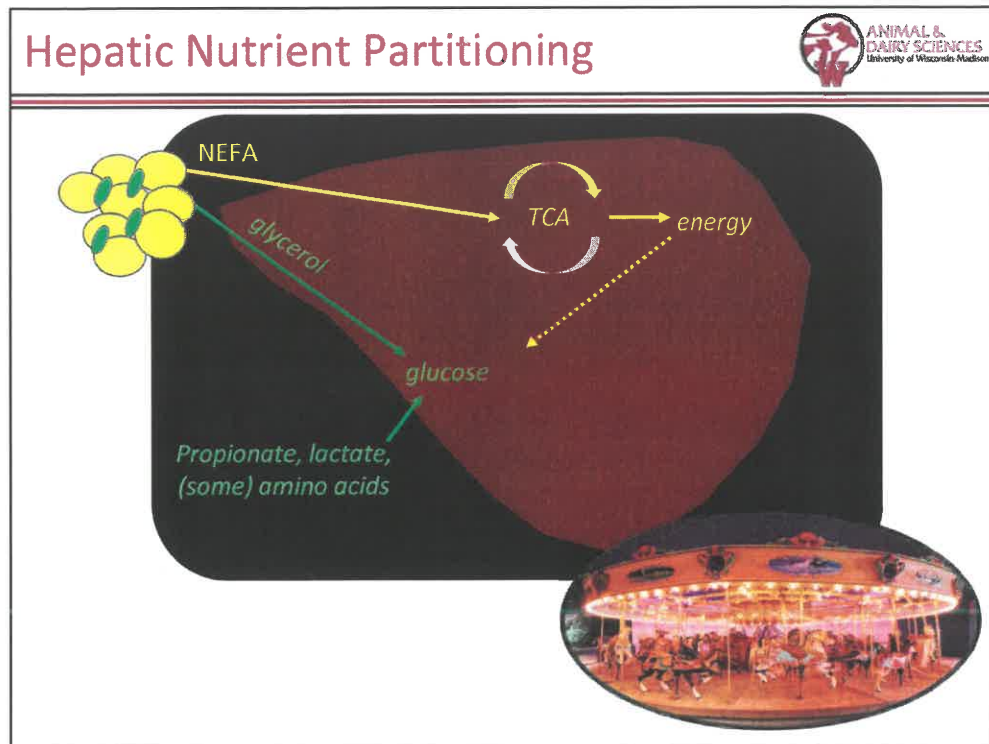 Hepatic Nutrient Partitioning
ANIMAL &
DAIRY SCIENCES
University of Wisconsin-Madison
NEFA
TCA
energy
glycerol
glucose
Propionate, lactate,
(some) amino acids